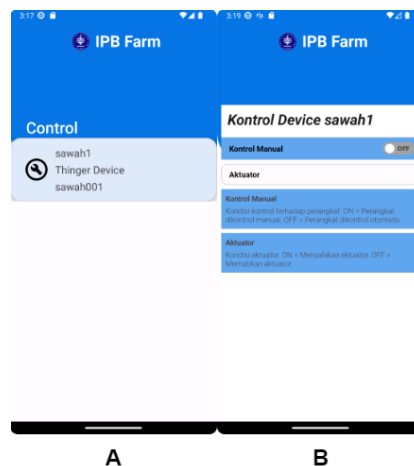 3:17
IPB Farm
Control
sawah1
Thinger Device
sawah001
A
3:19
IPB Farm
Kontrol Device sawah1
Kontrol Manual
OFF
Aktuator
Kontrol Manual
Kondisi kontrol terhadap perangkat. ON = Perangkat
dikontrol manual. OFF = Perangkat dikontrol otomatis
Aktuator
Kondisi aktuator. ON = Menyalakan aktuator. OFF =
Mematikan aktuator
B